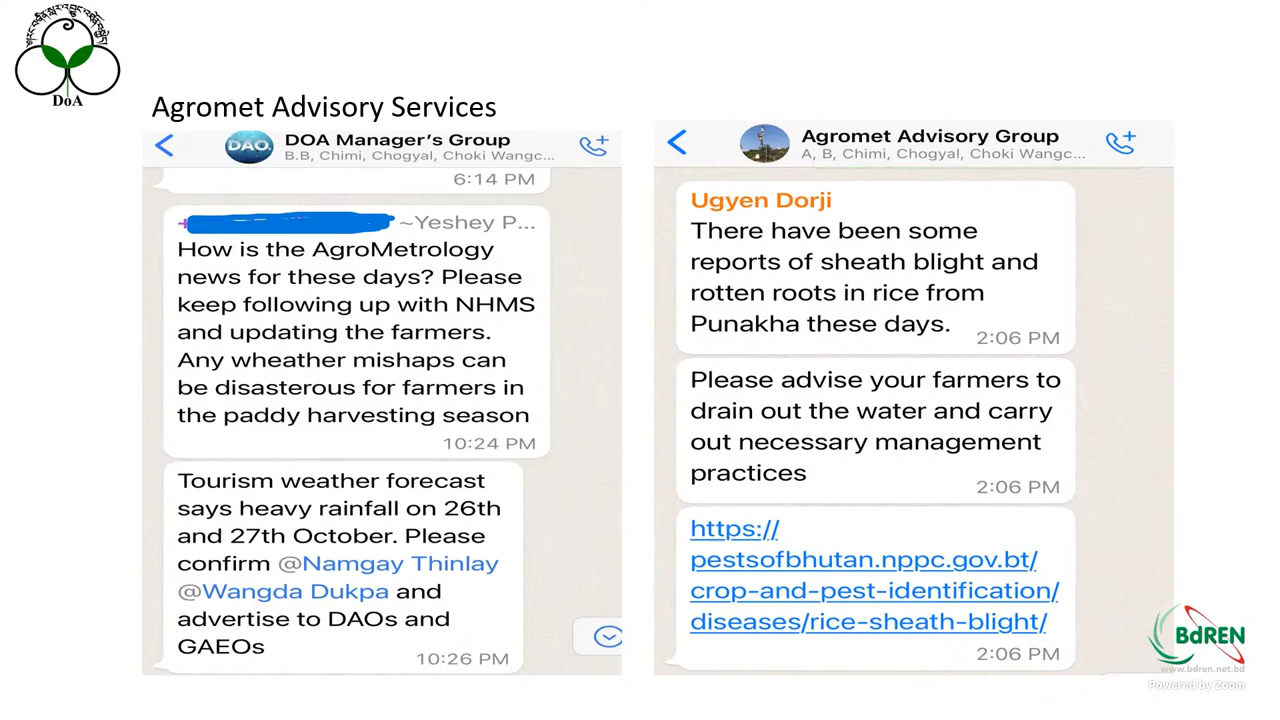 DoA
Agromet Advisory Services
DAO.
DOA Manager's Group
B.B, Chimi, Chogyal, Choki Wangc...
6:14 PM
~Yeshey P...
How is the AgroMetrology
news for these days? Please
keep following up with NHMS
and updating the farmers.
Any wheather mishaps can
be disasterous for farmers in
the paddy harvesting season
10:24 PM
Tourism weather forecast
says heavy rainfall on 26th
and 27th October. Please
confirm @Namgay Thinlay
@Wangda Dukpa and
advertise to DAOs and
GAEOs
10:26 PM
Agromet Advisory Group
A, B, Chimi, Chogyal, Choki Wangc...
Ugyen Dorji
There have been some
reports of sheath blight and
rotten roots in rice from
Punakha these days.
2:06 PM
Please advise your farmers to
drain out the water and carry
out necessary management
practices
2:06 PM
https://
pestsofbhutan.nppc.gov.bt/
crop-and-pest-identification/
diseases/rice-sheath-blight/
2:06 PM
BdREN
www.bdren.net.bd
Powered by Zoom